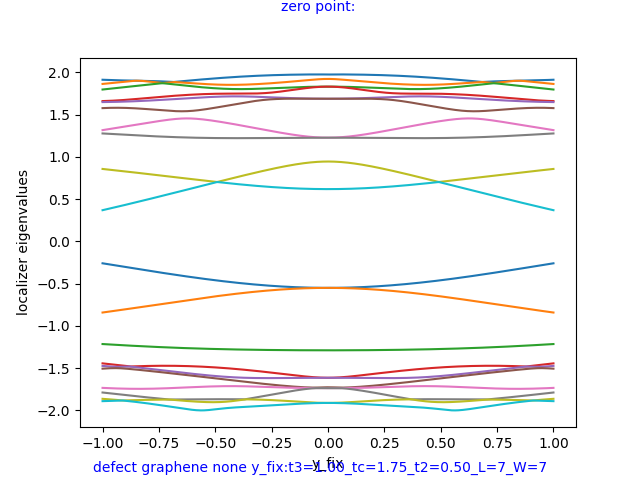 zero point:
localizer eigenvalues
2.0
1.5
1.0
0.5
0.0
−0.5
−1.0
−1.5
−2.0
−1.00 −0.75 −0.50 −0.25 0.00 0.25 0.50 0.75 1.00
y_fix
defect graphene none y_fix:t3=1.00_tc=1.75_t2=0.50_L=7_W=7